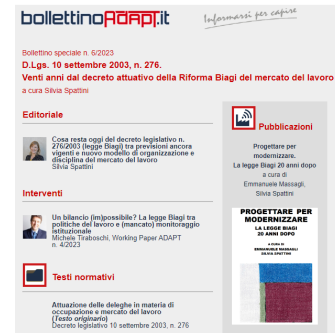 bollettinoADAPT.it
Informarsi per capire
Bollettino speciale n. 6/2023
D.Lgs. 10 settembre 2003, n. 276.
Venti anni dal decreto attuativo della Riforma Biagi del mercato del lavoro
a cura Silvia Spattini
Editoriale
Cosa resta oggi del decreto legislativo n.
276/2003 (legge Biagi) tra previsioni ancora
vigenti e nuovo modello di organizzazione e
disciplina del mercato del lavoro
Silvia Spattini
Interventi
Un bilancio (im)possibile? La legge Biagi tra
politiche del lavoro e (mancato) monitoraggio
istituzionale
Michele Tiraboschi, Working Paper ADAPT
n. 4/2023
Testi normativi
Attuazione delle deleghe in materia di
occupazione e mercato del lavoro
(Testo originario)
Decreto legislativo 10 settembre 2003, n. 276
Pubblicazioni
Progettare per
modernizzare.
La legge Biagi 20 anni dopo
a cura di
Emmanuele Massagli,
Silvia Spattini
PROGETTARE PER
MODERNIZZARE
LA LEGGE BIAGI
20 ANNI DOPO
A CURA DI
EMMANUELE MASSAGLI
SILVIA SPATTINI